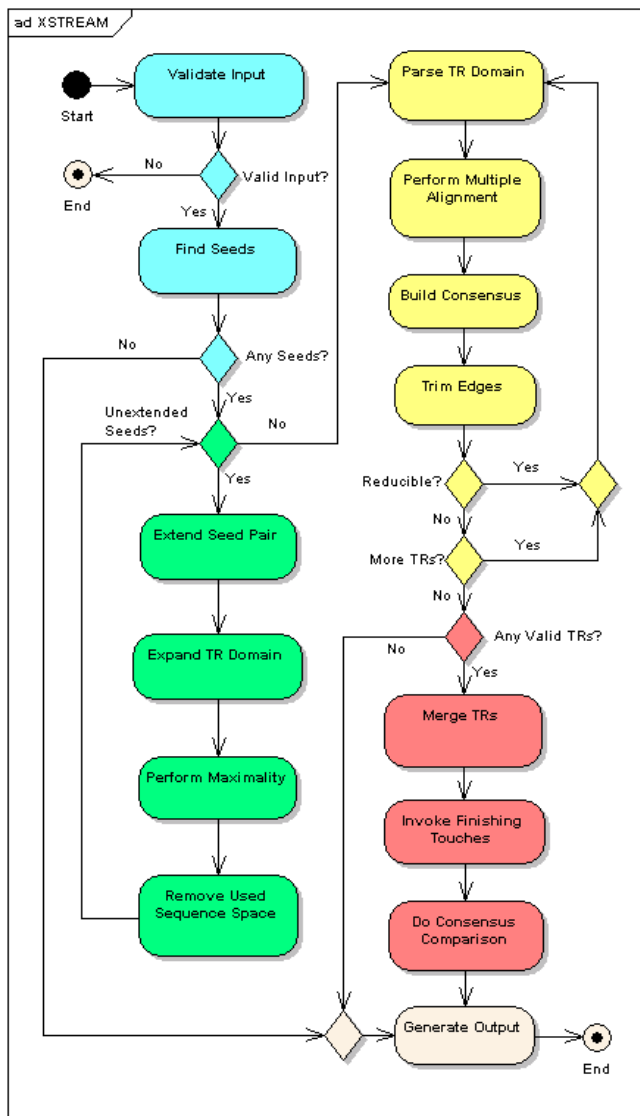 ad XSTREAM
Validate Input
Start
No
Valid Input?
End
Yes
Find Seeds
No
Any Seeds?
Yes
Unextended
Seeds?
No
Yes
Extend Seed Pair
Expand TR Domain
Perform Maximality
Remove Used
Sequence Space
Parse TR Domain
Perform Multiple
Alignment
Build Consensus
Trim Edges
Reducible?
Yes
No
More TRs?
Yes
No
Any Valid TRs?
No
Yes
Merge TRs
Invoke Finishing
Touches
Do Consensus
Comparison
Generate Output
End